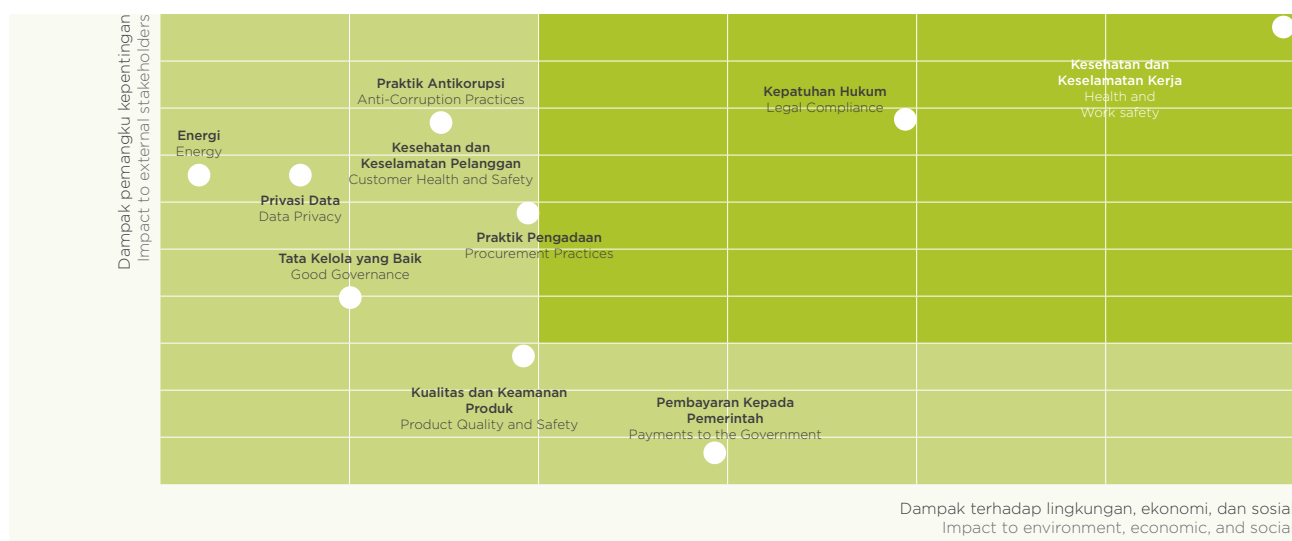 Dampak pemangku kepentingan
Impact to external stakeholders
Kesehatan dan
Keselamatan Kerja
Health and
Work safety
Praktik Antikorupsi
Anti-Corruption Practices
Kepatuhan Hukum
Legal Compliance
Energi
Energy
Kesehatan dan
Keselamatan Pelanggan
Customer Health and Safety
Privasi Data
Data Privacy
Praktik Pengadaan
Procurement Practices
Tata Kelola yang Baik
Good Governance
Kualitas dan Keamanan
Produk
Product Quality and Safety
Pembayaran Kepada
Pemerintah
Payments to the Government
Dampak terhadap lingkungan, ekonomi, dan sosia
Impact to environment, economic, and socia